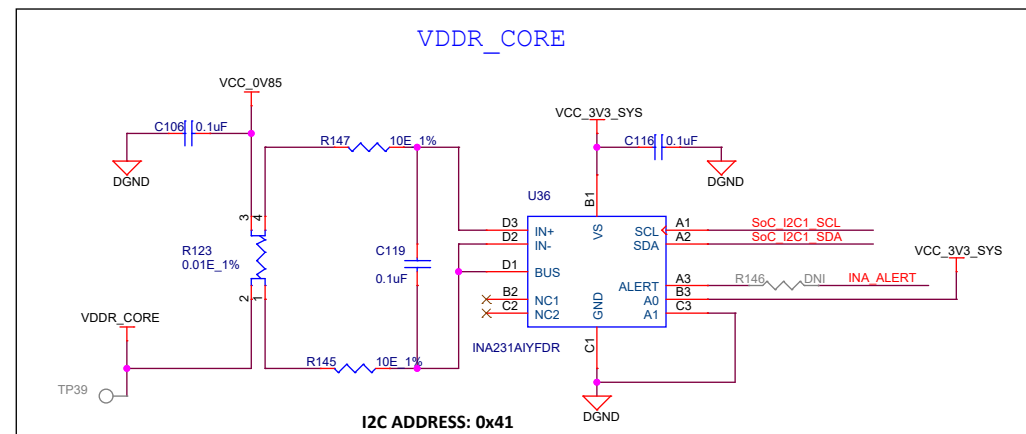 VDDR_CORE
VCC_0V85
VCC_3V3_SYS
C106 0.1uF
R147 10E_1%
C116 0.1uF
DGND
DGND
U36
B1
3 4
D3 IN+ VS SCL A1 SoC_I2C1_SCL
D2 IN- SDA A2 SoC_I2C1_SDA
R123
0.01E_1%
C119
0.1uF
VCC_3V3_SYS
D1 BUS
ALERT A3 R146 DNI INA_ALERT
B2 NC1 A0 B3
C2 NC2 GND A1 C3
2 1
VDDR_CORE
C1
INA231AIYFDR
R145 10E_1%
TP39
DGND
I2C ADDRESS: 0x41